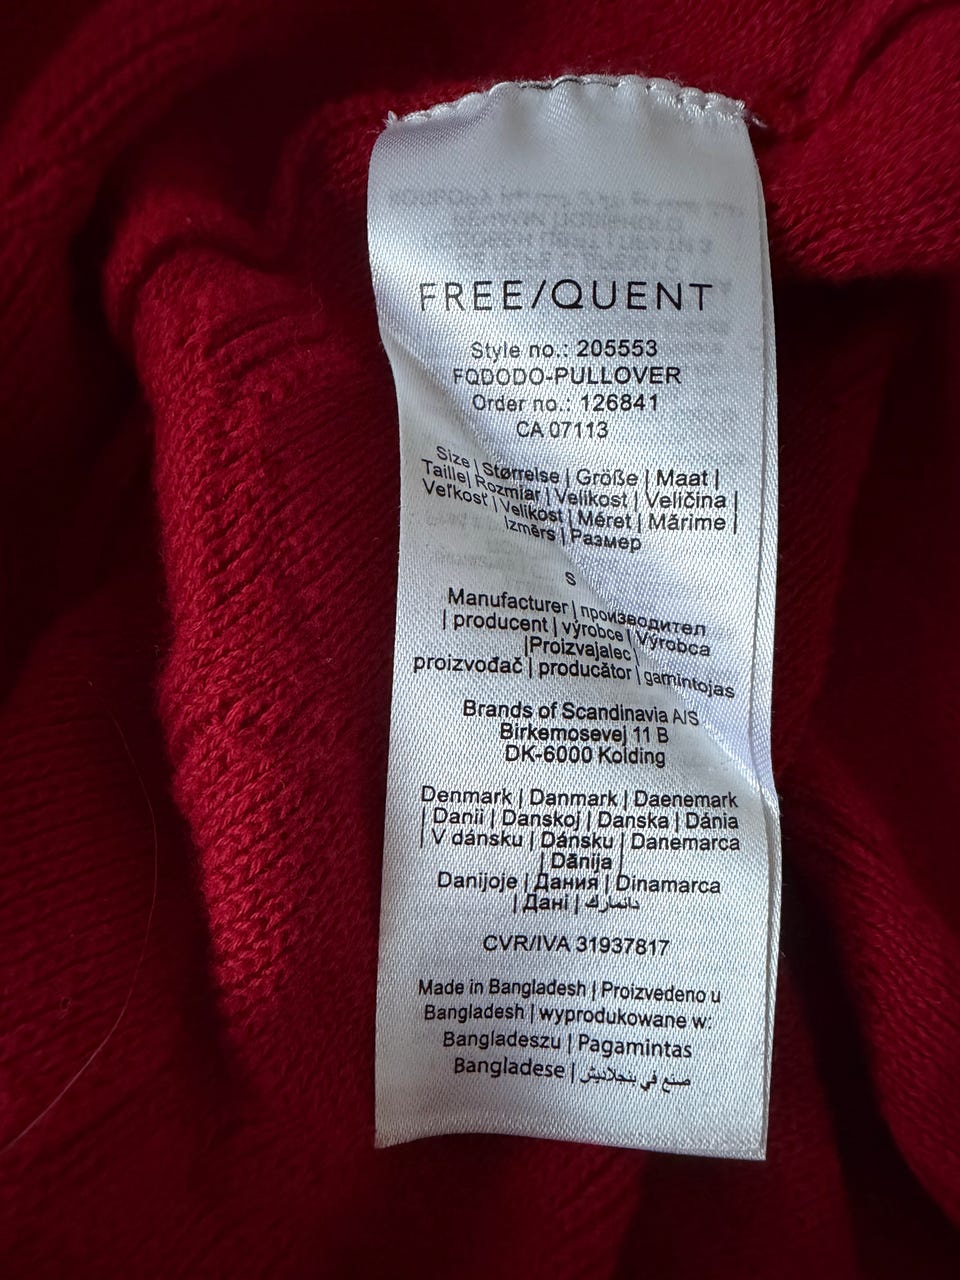 FREE/QUENT
Style no.: 205553
FQDODO-PULLOVER
Order no.: 126841
CA 07113
Size | Størrelse | Größe | Maat |
Taille| Rozmiar | Velikost | Veličina |
Veľkosť | Velikost | Méret | Mărime |
Izmērs | Размер
S
Manufacturer | производител
| producent | výrobce | Výrobca
|Proizvajalec |
proizvođač | producător | gamintojas
Brands of Scandinavia A/S
Birkemosevej 11 B
DK-6000 Kolding
Denmark | Danmark | Daenemark
| Danii | Danskoj | Danska | Dánia
V dánsku | Dánsku | Danemarca
| Dānija |
Danijoje | Дания | Dinamarca
| Дані | دانمارك
CVR/IVA 31937817
Made in Bangladesh | Proizvedeno u
Bangladesh | wyprodukowane w:
Bangladeszu | Pagamintas
Bangladese | صنع في بنجلاديش